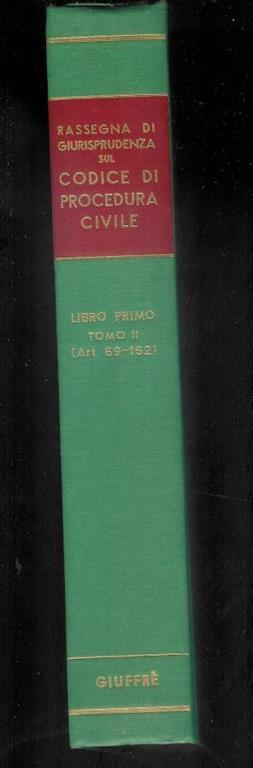 RASSEGNA DI
GIURISPRUDENZA
SUL
CODICE DI
PROCEDURA
CIVILE
LIBRO PRIMO
TOMO II
(Art. 69-162)
GIUFFRÈ